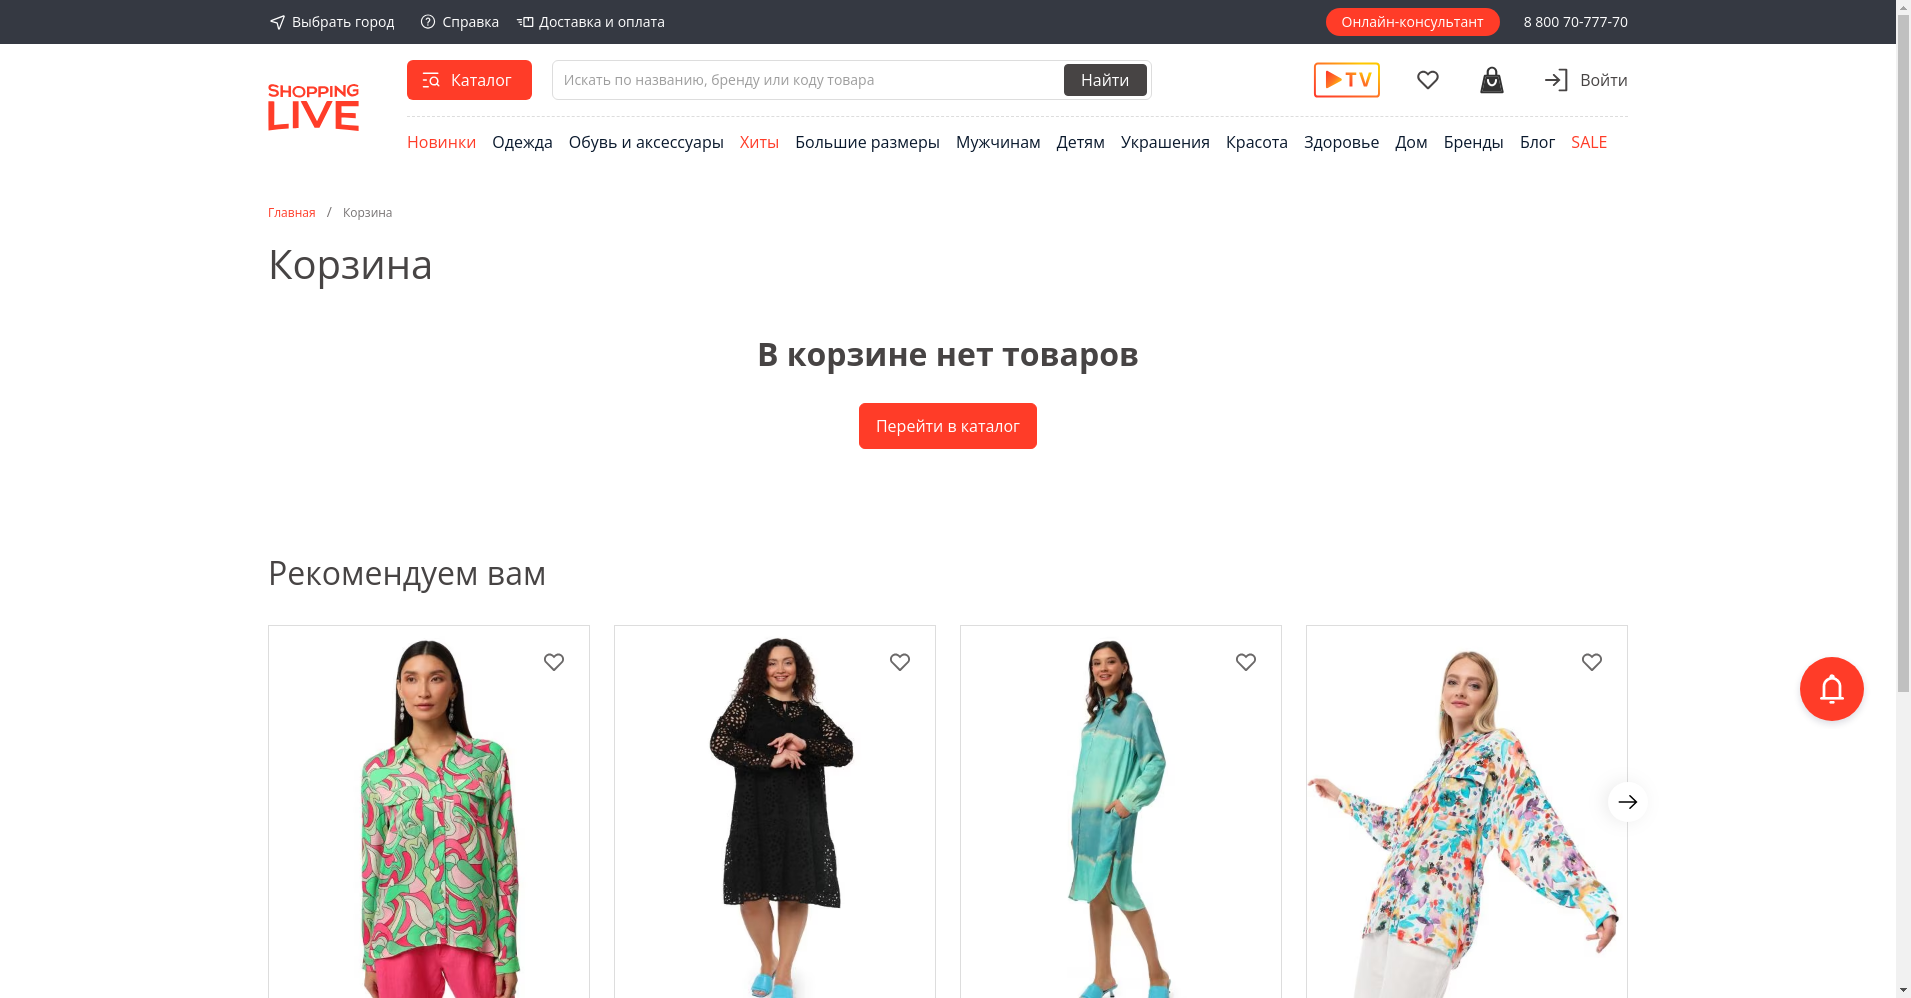 Выбрать город Справка Доставка и оплата Онлайн-консультант 8 800 70-777-70
SHOPPING
LIVE
Каталог Искать по названию, бренду или коду товара Найти TV Войти
Новинки Одежда Обувь и аксессуары Хиты Большие размеры Мужчинам Детям Украшения Красота Здоровье Дом Бренды Блог SALE
Главная / Корзина
Корзина
В корзине нет товаров
Перейти в каталог
Рекомендуем вам